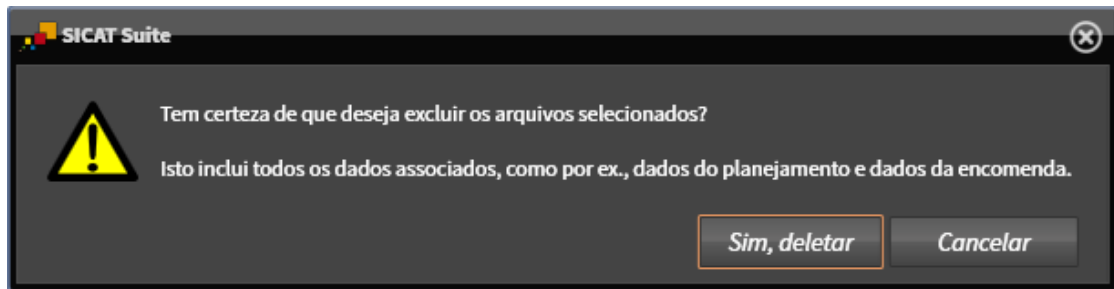 SICAT Suite
Tem certeza de que deseja excluir os arquivos selecionados?
Isto inclui todos os dados associados, como por ex., dados do planejamento e dados da encomenda.
Sim, deletar
Cancelar